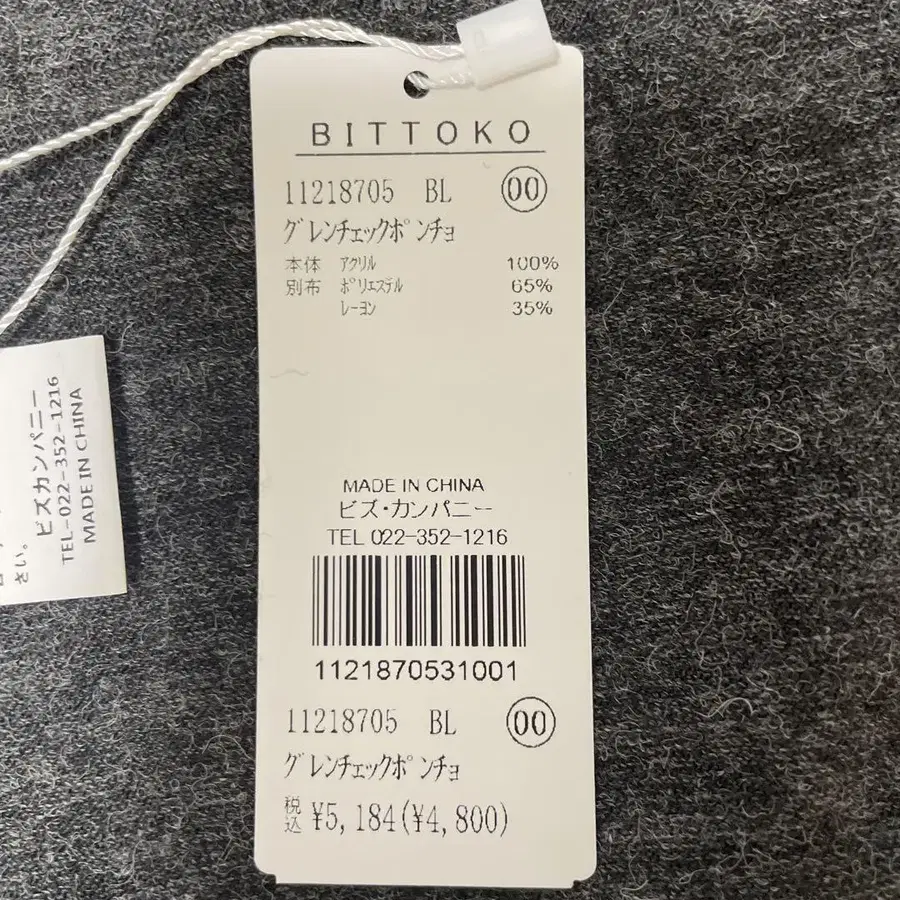 BITTOKO
11218705 BL 00
グレンチェックポンチョ
本体 アクリル 100%
別布 ポリエステル 65%
レーヨン 35%
MADE IN CHINA
ビズ・カンパニー
TEL 022-352-1216
1121870531001
11218705 BL 00
グレンチェックポンチョ
税込 ¥5,184(¥4,800)
さい。
ビズカンパニー
TEL-022-352-1216
MADE IN CHINA